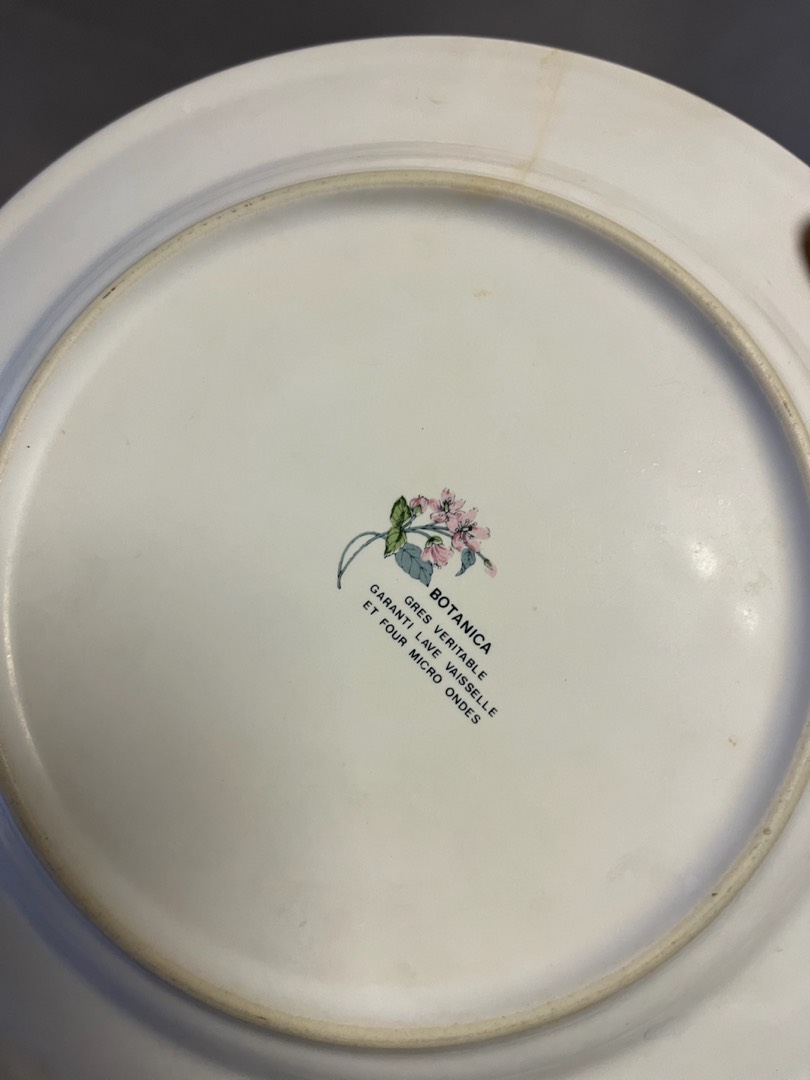 BOTANICA
GRES VERITABLE
GARANTI LAVE VAISSELLE
ET FOUR MICRO ONDES